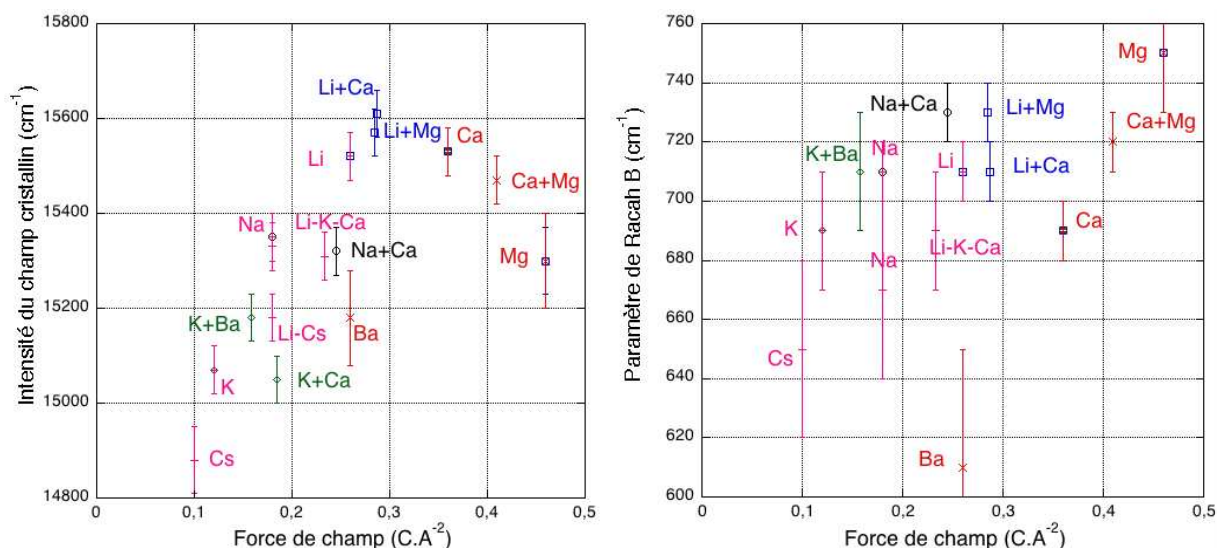 Intensité du champ cristallin (cm-1)
15800
15600
15400
15200
15000
14800
Li+Ca
Li+Mg
Ca
Li
Ca+Mg
Na
Li-K-Ca
Na+Ca
Mg
K+Ba
Li-Cs
Ba
K
K+Ca
Cs
0
0,1
0,2
0,3
0,4
0,5
Force de champ (C.A-2)
Paramètre de Racah B (cm-1)
760
740
720
700
680
660
640
620
600
Mg
Na+Ca
Li+Mg
Ca+Mg
K+Ba
Na
Li
Li+Ca
K
Ca
Li-K-Ca
Na
Cs
Ba
0
0,1
0,2
0,3
0,4
0,5
Force de champ (C.A-2)